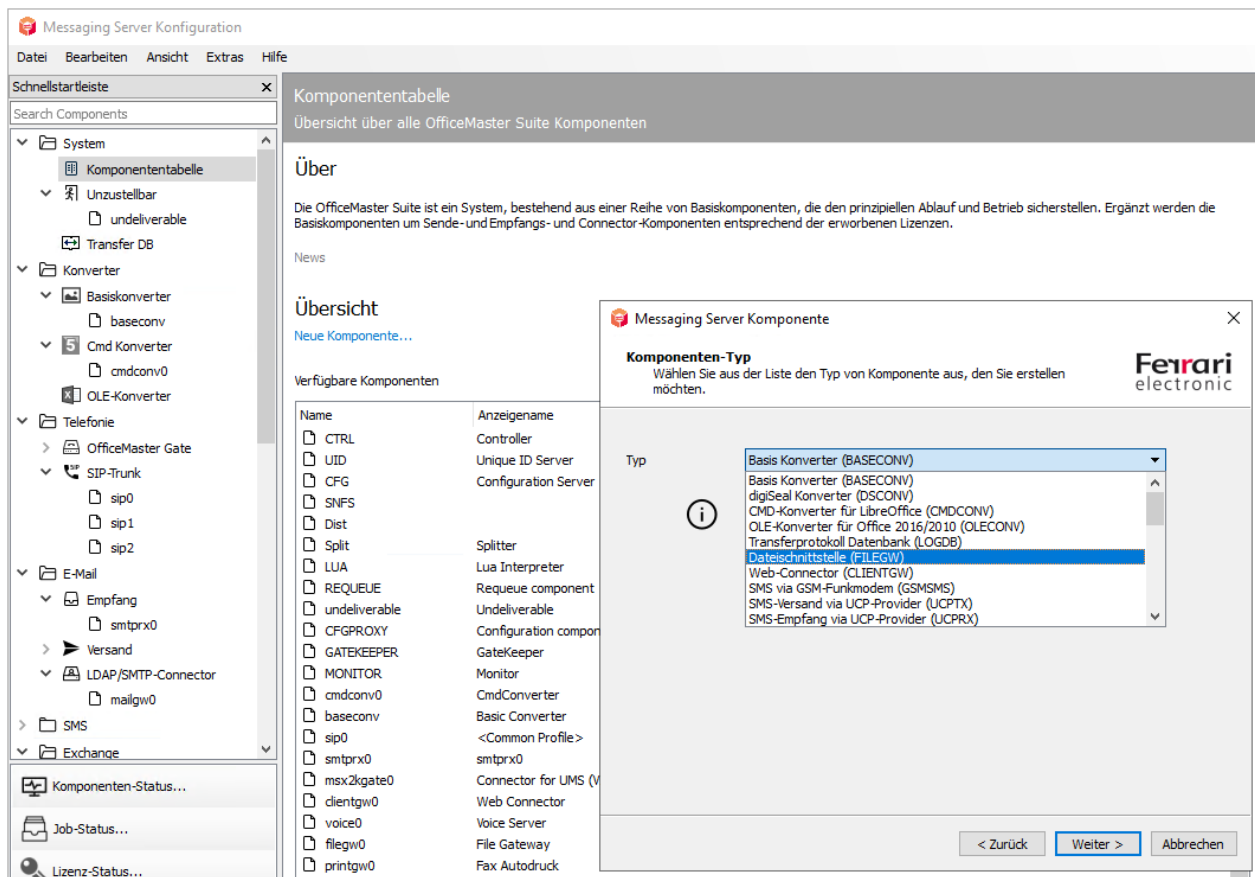 Messaging Server Konfiguration
Datei Bearbeiten Ansicht Extras Hilfe
Schnellstartleiste
Search Components
System
Komponententabelle
Unzustellbar
undeliverable
Transfer DB
Konverter
Basiskonverter
baseconv
5 Cmd Konverter
cmdconv0
OLE-Konverter
Telefonie
OfficeMaster Gate
SIP SIP-Trunk
sip0
sip1
sip2
E-Mail
Empfang
smtprx0
Versand
LDAP/SMTP-Connector
mailgw0
SMS
Exchange
Komponenten-Status...
Job-Status...
Lizenz-Status...
Komponententabelle
Übersicht über alle OfficeMaster Suite Komponenten
Über
Die OfficeMaster Suite ist ein System, bestehend aus einer Reihe von Basiskomponenten, die den prinzipiellen Ablauf und Betrieb sicherstellen. Ergänzt werden die
Basiskomponenten um Sende-und Empfangs- und Connector-Komponenten entsprechend der erworbenen Lizenzen.
News
Übersicht
Neue Komponente...
Verfügbare Komponenten
Name Anzeigename
CTRL Controller
UID Unique ID Server
CFG Configuration Server
SNFS
Dist
Split Splitter
LUA Lua Interpreter
REQUEUE Requeue component
undeliverable Undeliverable
CFGPROXY Configuration compon
GATEKEEPER GateKeeper
MONITOR Monitor
cmdconv0 CmdConverter
baseconv Basic Converter
sip0 <Common Profile>
smtprx0 smtprx0
msx2kgate0 Connector for UMS (V
clientgw0 Web Connector
voice0 Voice Server
filegw0 File Gateway
printgw0 Fax Autodruck
Messaging Server Komponente
Komponenten-Typ
Wählen Sie aus der Liste den Typ von Komponente aus, den Sie erstellen
möchten.
Ferrari
electronic
Typ Basis Konverter (BASECONV)
Basis Konverter (BASECONV)
digiSeal Konverter (DSCONV)
CMD-Konverter für LibreOffice (CMDCONV)
OLE-Konverter für Office 2016/2010 (OLECONV)
Transferprotokoll Datenbank (LOGDB)
Dateischnittstelle (FILEGW)
Web-Connector (CLIENTGW)
SMS via GSM-Funkmodem (GSMSMS)
SMS-Versand via UCP-Provider (UCPTX)
SMS-Empfang via UCP-Provider (UCPRX)
< Zurück Weiter > Abbrechen